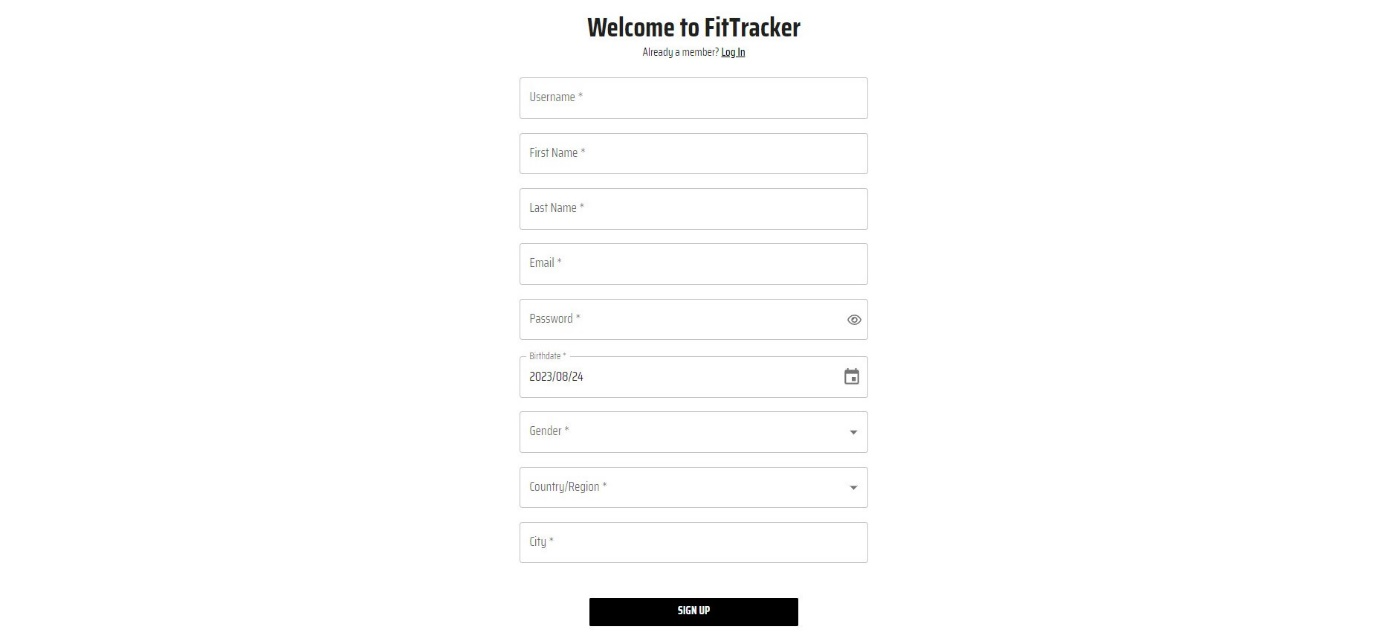 Welcome to FitTracker
Already a member? Log In
Username *
First Name *
Last Name *
Email *
Password *
Birthdate *
2023/08/24
Gender *
Country/Region *
City *
SIGN UP